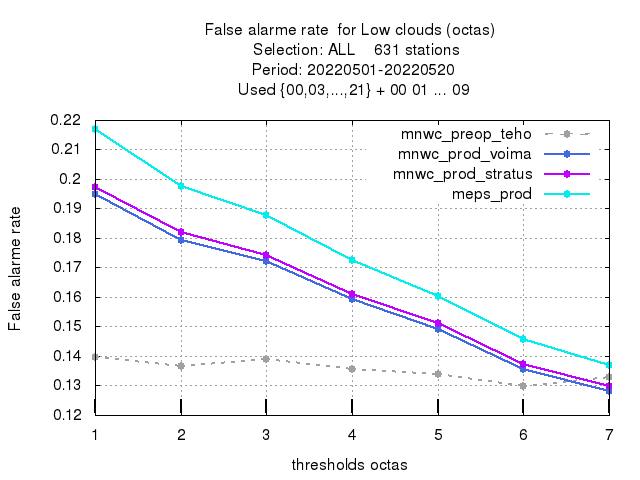 False alarme rate  for Low clouds (octas)
Selection: ALL    631 stations
Period: 20220501-20220520
Used {00,03,...,21} + 00 01 ... 09
mnwc_preop_teho
mnwc_prod_voima
mnwc_prod_stratus
meps_prod
0.22
0.21
0.2
0.19
0.18
0.17
0.16
0.15
0.14
0.13
0.12
False alarme rate
1 2 3 4 5 6 7
thresholds octas